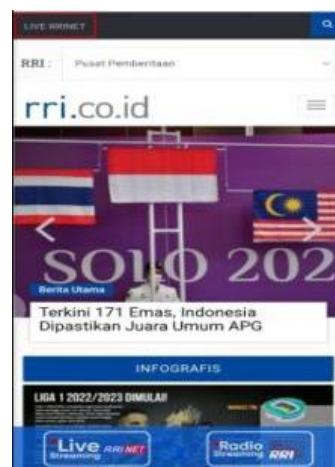 LIVE RRINET
RRI :
Pusat Pemberitaan
rri.co.id
SOLO 202
Berita Utama
Terkini 171 Emas, Indonesia
Dipastikan Juara Umum APG
INFOGRAFIS
LIGA 1 2022/2023 DIMULAI!
Live RRI NET
Streaming
Radio
Streaming RRI